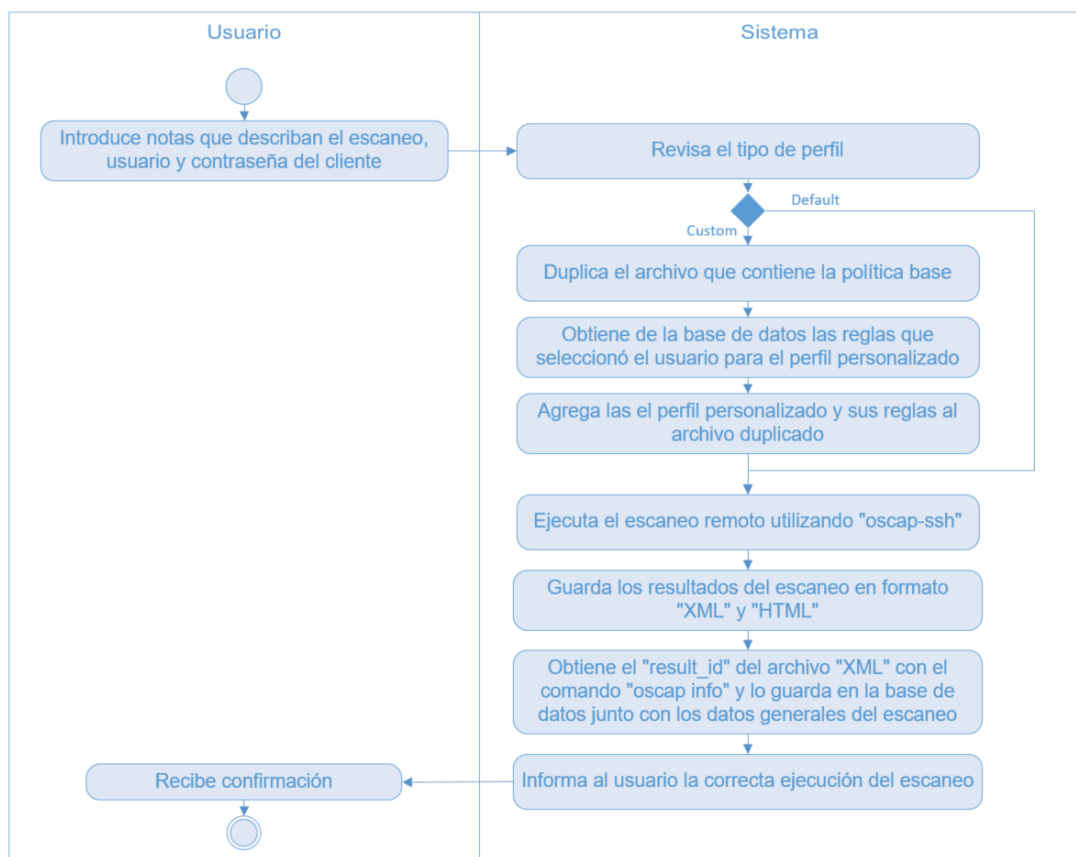 Usuario
Sistema
Introduce notas que describan el escaneo,
usuario y contraseña del cliente
Revisa el tipo de perfil
Default
Custom
Duplica el archivo que contiene la política base
Obtiene de la base de datos las reglas que
seleccionó el usuario para el perfil personalizado
Agrega las el perfil personalizado y sus reglas al
archivo duplicado
Ejecuta el escaneo remoto utilizando "oscap-ssh"
Guarda los resultados del escaneo en formato
"XML" y "HTML"
Obtiene el "result_id" del archivo "XML" con el
comando "oscap info" y lo guarda en la base de
datos junto con los datos generales del escaneo
Informa al usuario la correcta ejecución del escaneo
Recibe confirmación